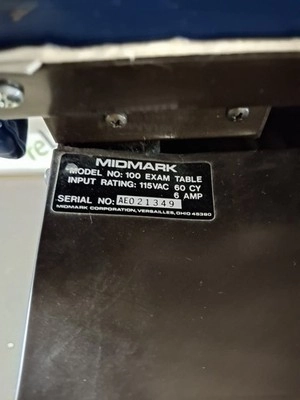 MIDMARK
MODEL NO: 100 EXAM TABLE
INPUT RATING: 115VAC 60 CY
6 AMP
SERIAL NO: AE021349
MIDMARK CORPORATION, VERSAILLES, OHIO 45380